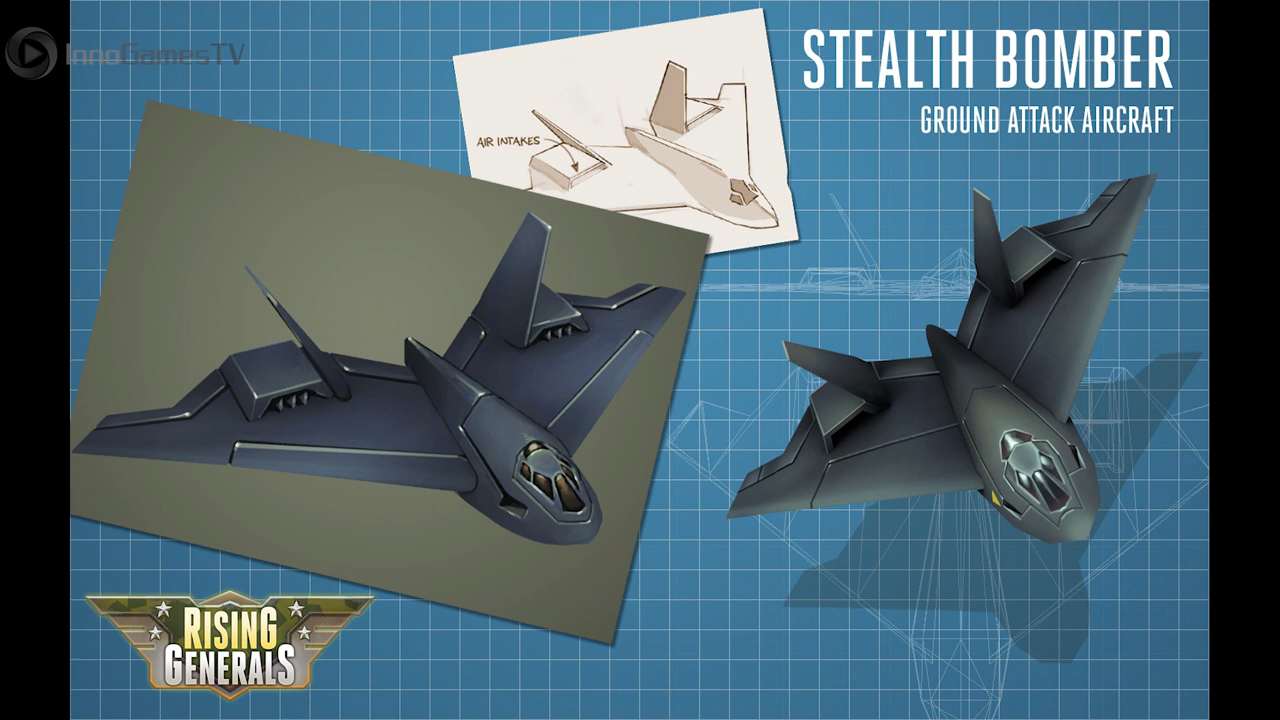 InnoGamesTV
STEALTH BOMBER
GROUND ATTACK AIRCRAFT
AIR INTAKES
RISING
GENERALS